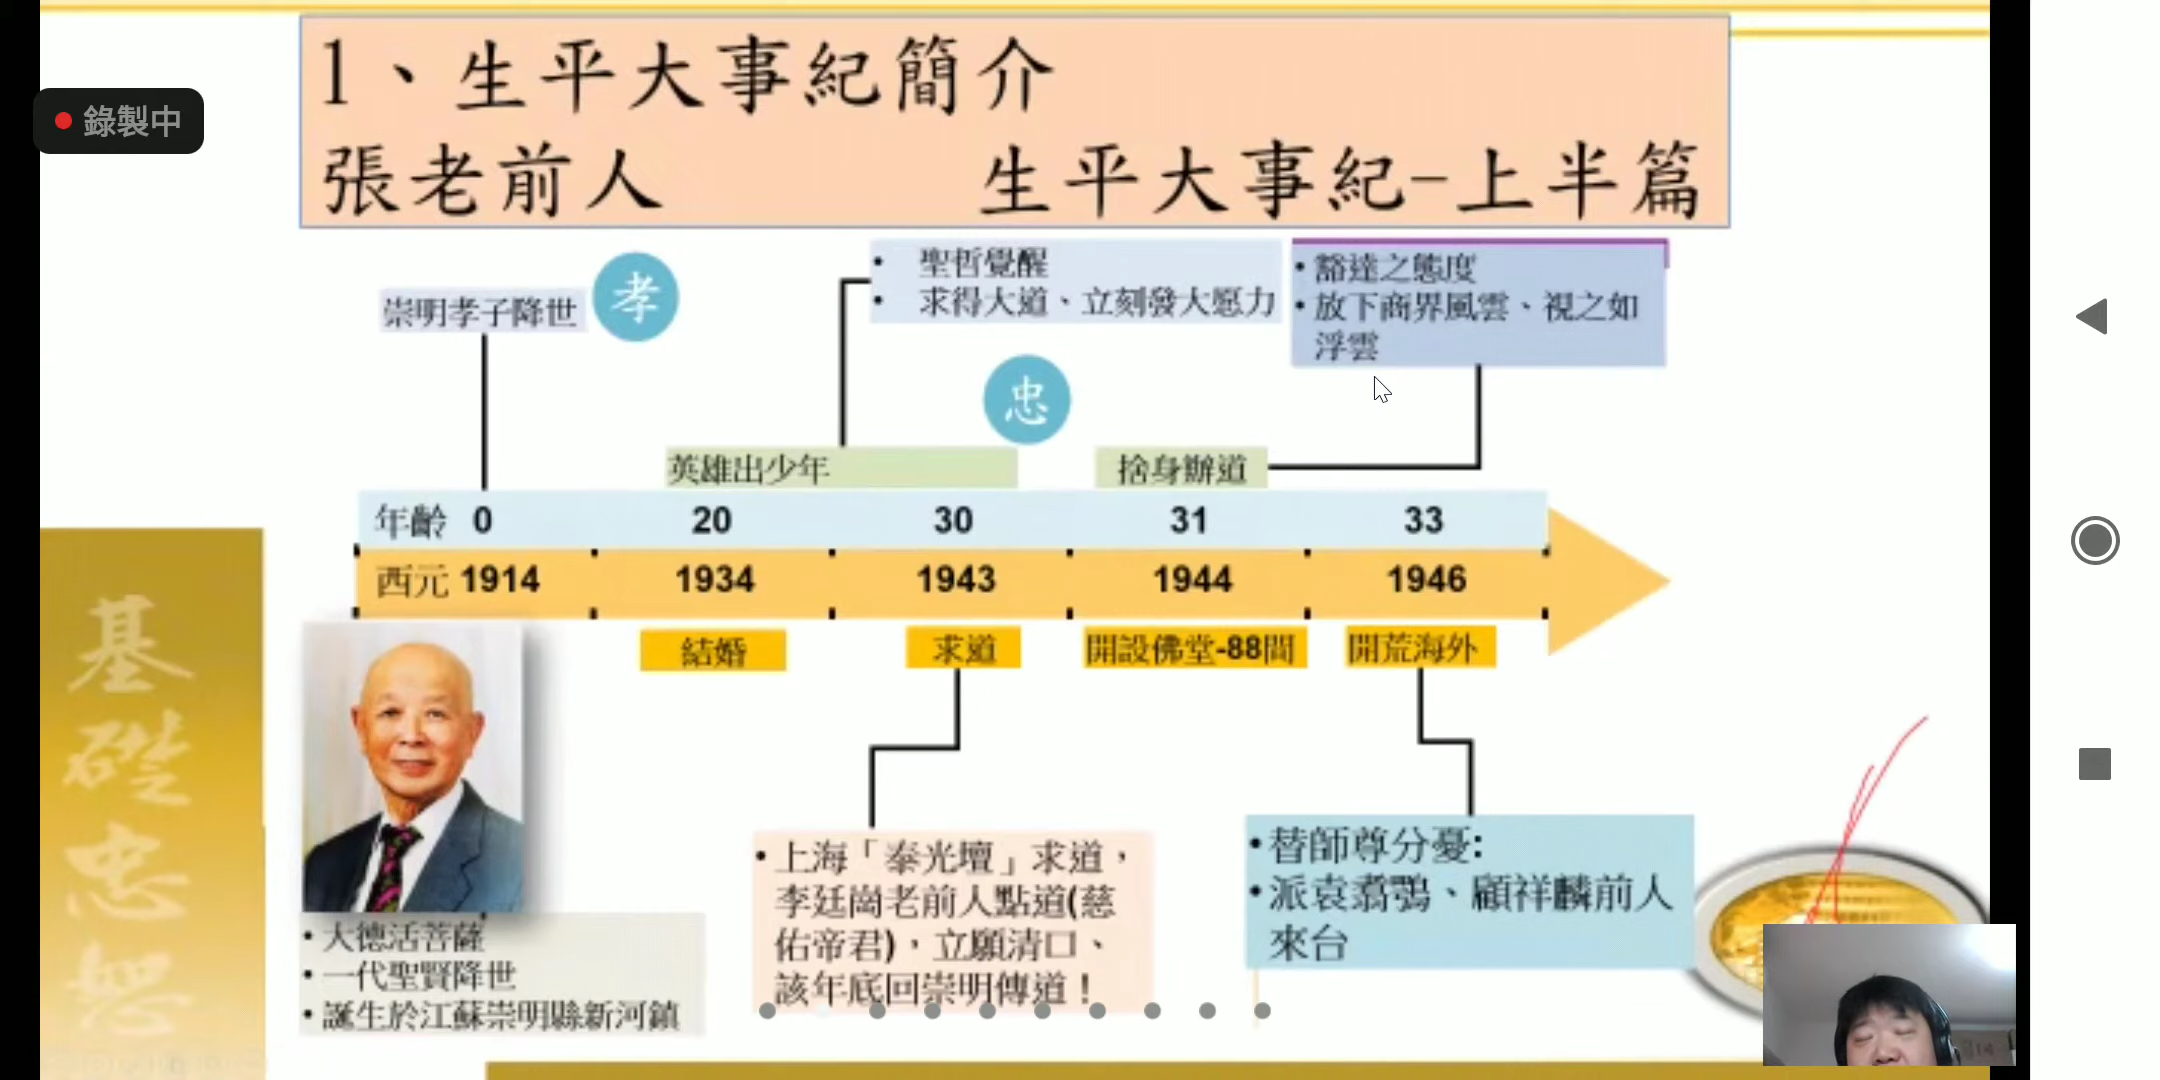 1、生平大事紀簡介
張老前人 生平大事紀-上半篇
錄製中
崇明孝子降世
孝
• 聖哲覺醒
• 求得大道、立刻發大愿力
• 豁達之態度
• 放下商界風雲、視之如
浮雲
忠
英雄出少年
捨身辦道
年齡 0 20 30 31 33
西元 1914 1934 1943 1944 1946
結婚
求道
開設佛堂-88間
開荒海外
基礎忠恕
• 大德活菩薩
• 一代聖賢降世
• 誕生於江蘇崇明縣新河鎮
• 上海「泰光壇」求道，
李廷崗老前人點道(慈
佑帝君)，立願清口、
該年底回崇明傳道！
• 替師尊分憂:
• 派袁翥鶚、顧祥麟前人
來台